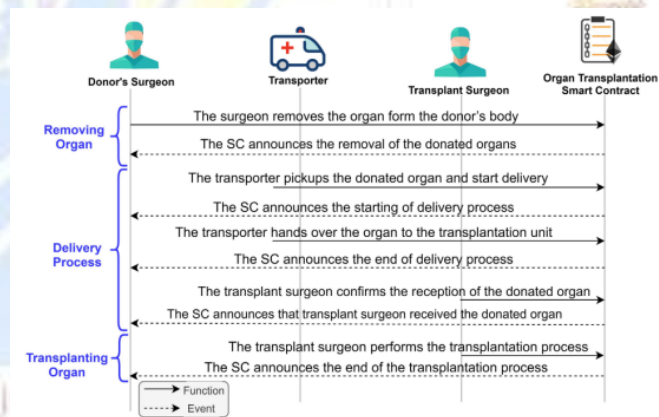 Donor's Surgeon
Transporter
Transplant Surgeon
Organ Transplantation
Smart Contract
Removing
Organ
The surgeon removes the organ form the donor's body
The SC announces the removal of the donated organs
Delivery
Process
The transporter pickups the donated organ and start delivery
The SC announces the starting of delivery process
The transporter hands over the organ to the transplantation unit
The SC announces the end of delivery process
The transplant surgeon confirms the reception of the donated organ
The SC announces that transplant surgeon received the donated organ
Transplanting
Organ
The transplant surgeon performs the transplantation process
The SC announces the end of the transplantation process
Function
Event